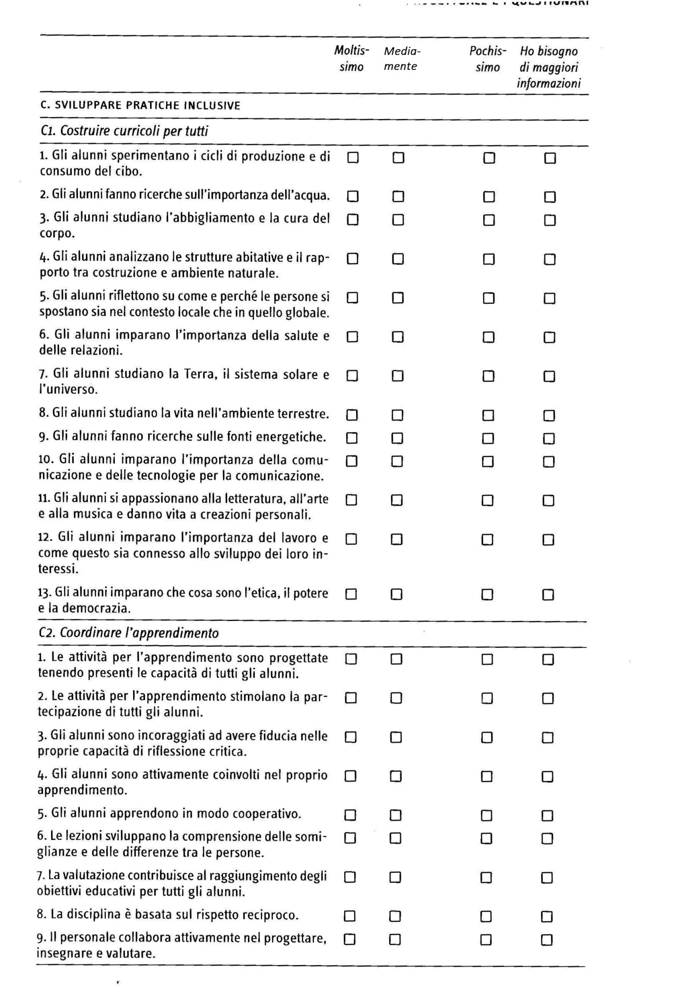 QUESTIONARI
Moltis-
simo
Media-
mente
Pochis-
simo
Ho bisogno
di maggiori
informazioni
C. SVILUPPARE PRATICHE INCLUSIVE
C1. Costruire curricoli per tutti
1. Gli alunni sperimentano i cicli di produzione e di
consumo del cibo.
2. Gli alunni fanno ricerche sull'importanza dell'acqua.
3. Gli alunni studiano l'abbigliamento e la cura del
corpo.
4. Gli alunni analizzano le strutture abitative e il rap-
porto tra costruzione e ambiente naturale.
5. Gli alunni riflettono su come e perché le persone si
spostano sia nel contesto locale che in quello globale.
6. Gli alunni imparano l'importanza della salute e
delle relazioni.
7. Gli alunni studiano la Terra, il sistema solare e
l'universo.
8. Gli alunni studiano la vita nell'ambiente terrestre.
9. Gli alunni fanno ricerche sulle fonti energetiche.
10. Gli alunni imparano l'importanza della comu-
nicazione e delle tecnologie per la comunicazione.
11. Gli alunni si appassionano alla letteratura, all'arte
e alla musica e danno vita a creazioni personali.
12. Gli alunni imparano l'importanza del lavoro e
come questo sia connesso allo sviluppo dei loro in-
teressi.
13. Gli alunni imparano che cosa sono l'etica, il potere
e la democrazia.
C2. Coordinare l'apprendimento
1. Le attività per l'apprendimento sono progettate
tenendo presenti le capacità di tutti gli alunni.
2. Le attività per l'apprendimento stimolano la par-
tecipazione di tutti gli alunni.
3. Gli alunni sono incoraggiati ad avere fiducia nelle
proprie capacità di riflessione critica.
4. Gli alunni sono attivamente coinvolti nel proprio
apprendimento.
5. Gli alunni apprendono in modo cooperativo.
6. Le lezioni sviluppano la comprensione delle somi-
glianze e delle differenze tra le persone.
7. La valutazione contribuisce al raggiungimento degli
obiettivi educativi per tutti gli alunni.
8. La disciplina è basata sul rispetto reciproco.
9. Il personale collabora attivamente nel progettare,
insegnare e valutare.